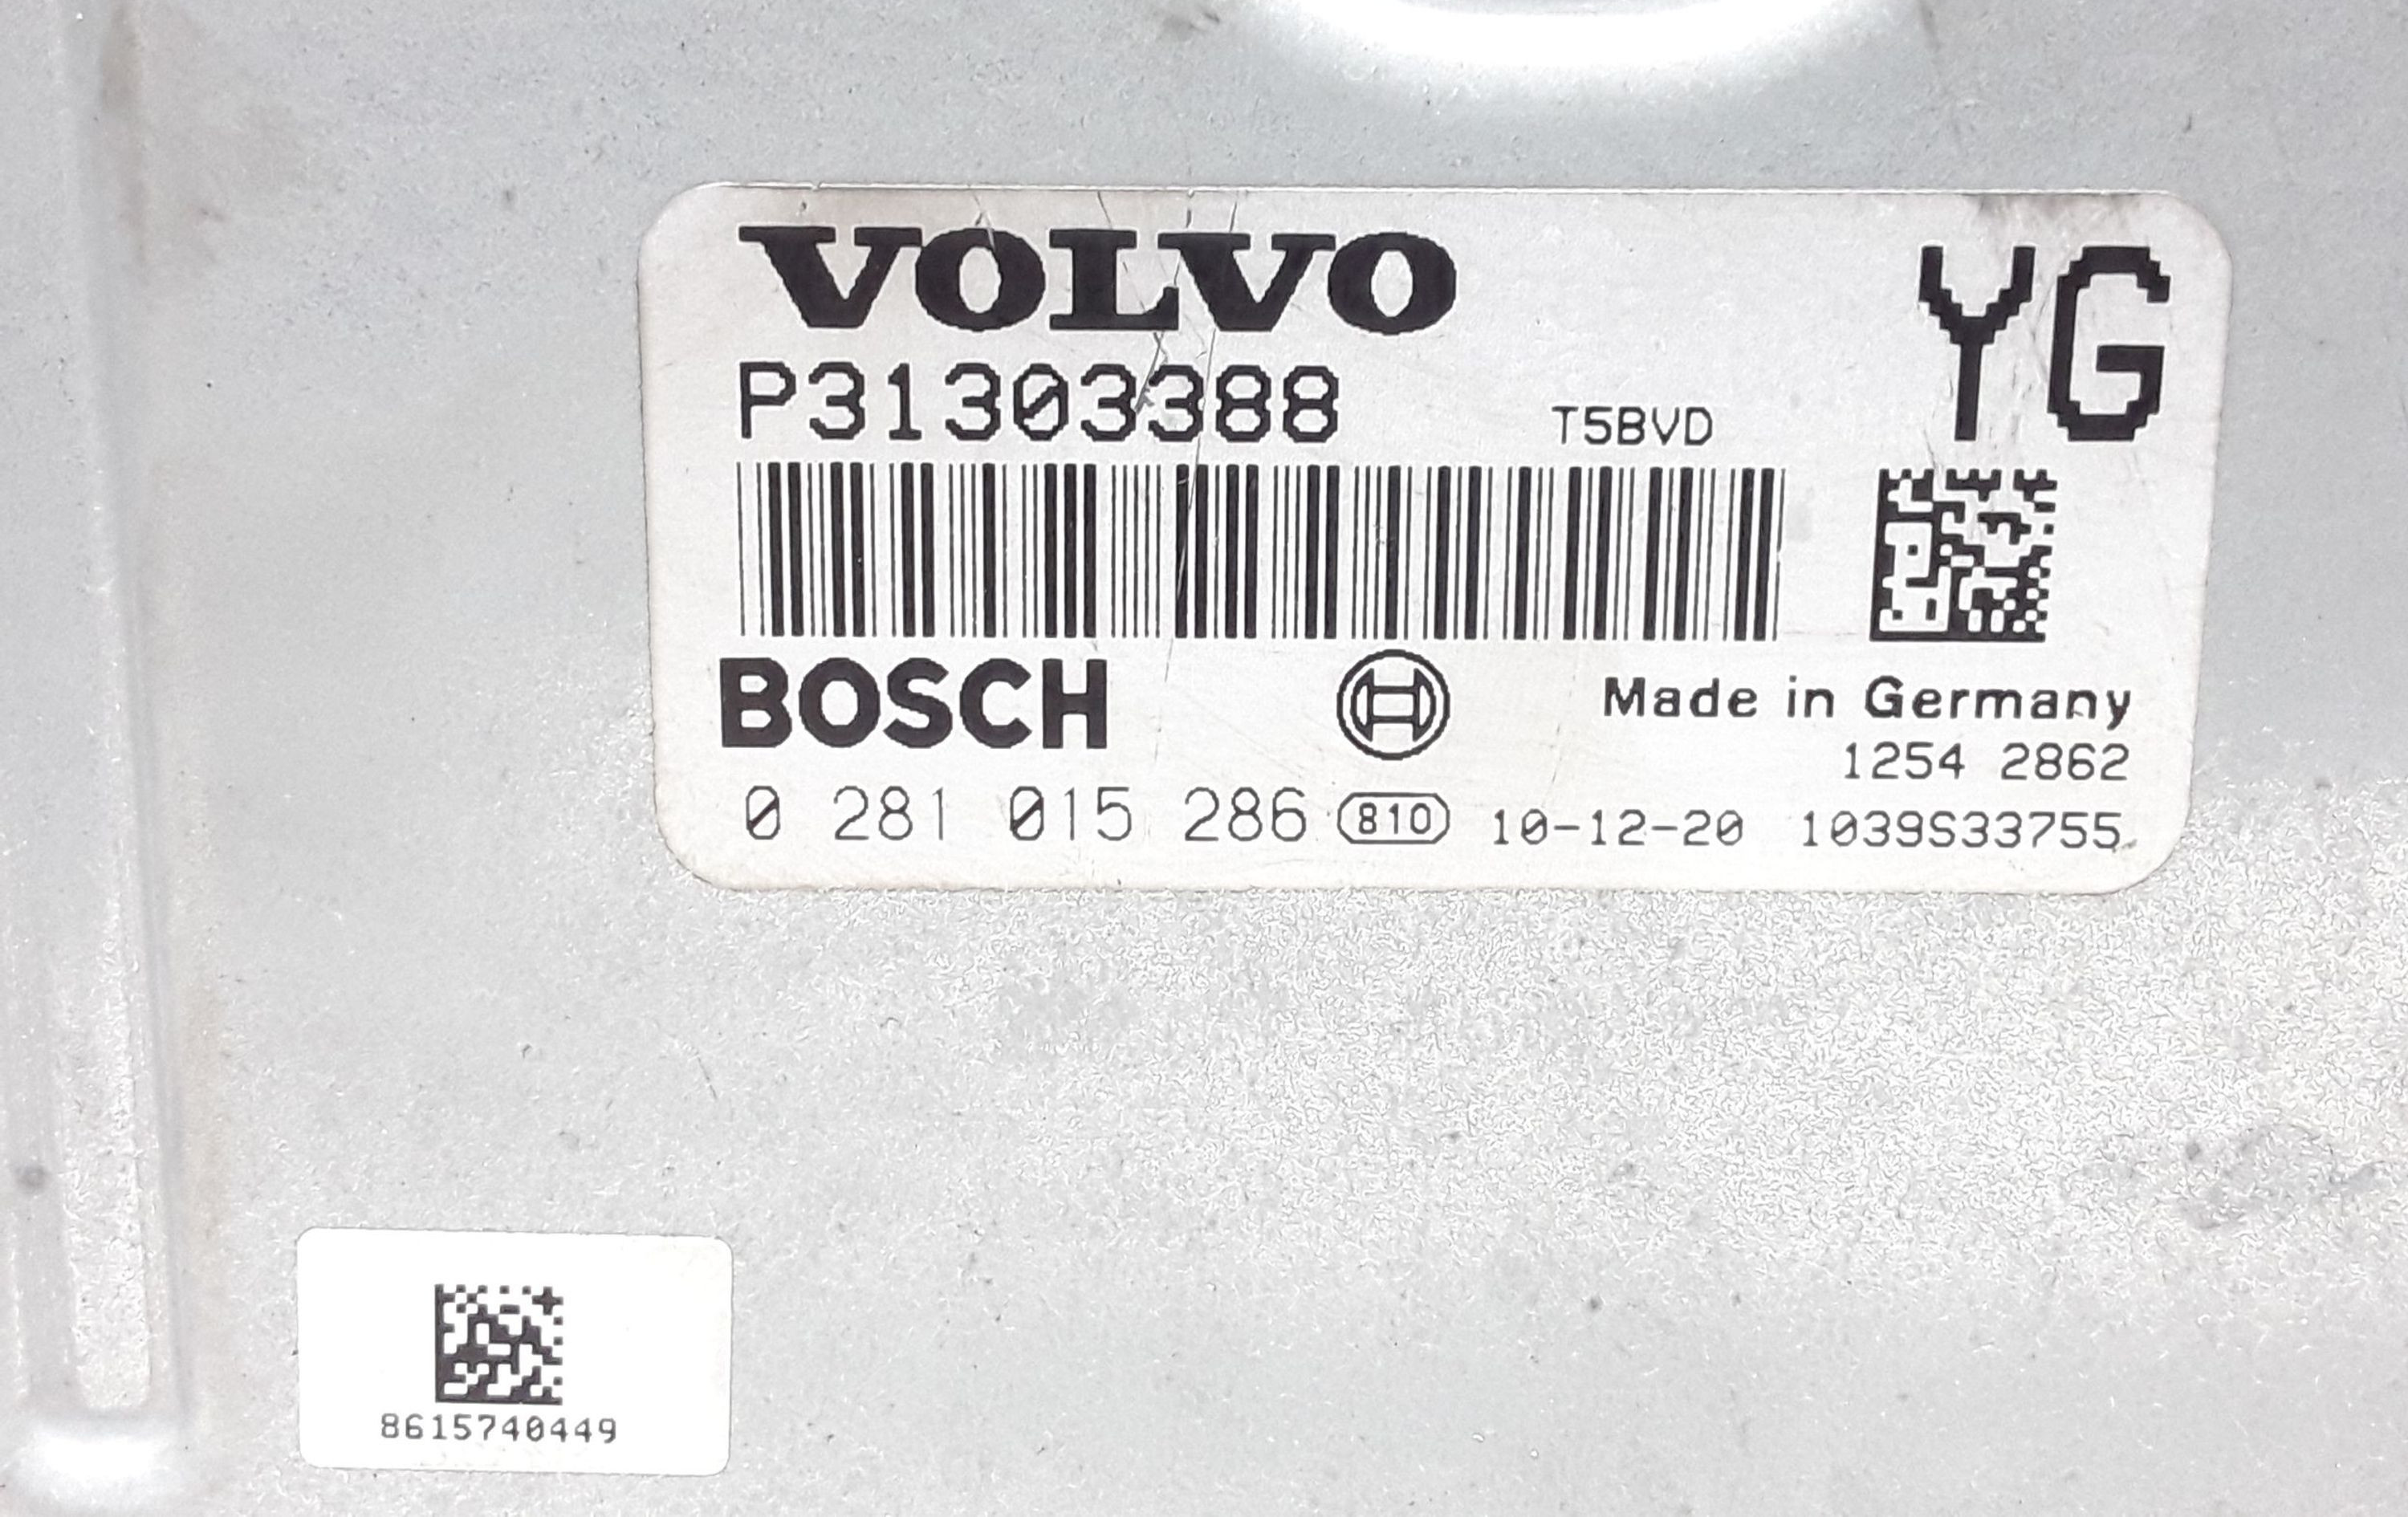 VOLVO
YG
P31303388
T5BVD
BOSCH
Made in Germany
1254 2862
0 281 015 286 810 10-12-20 1039S33755
8615740449